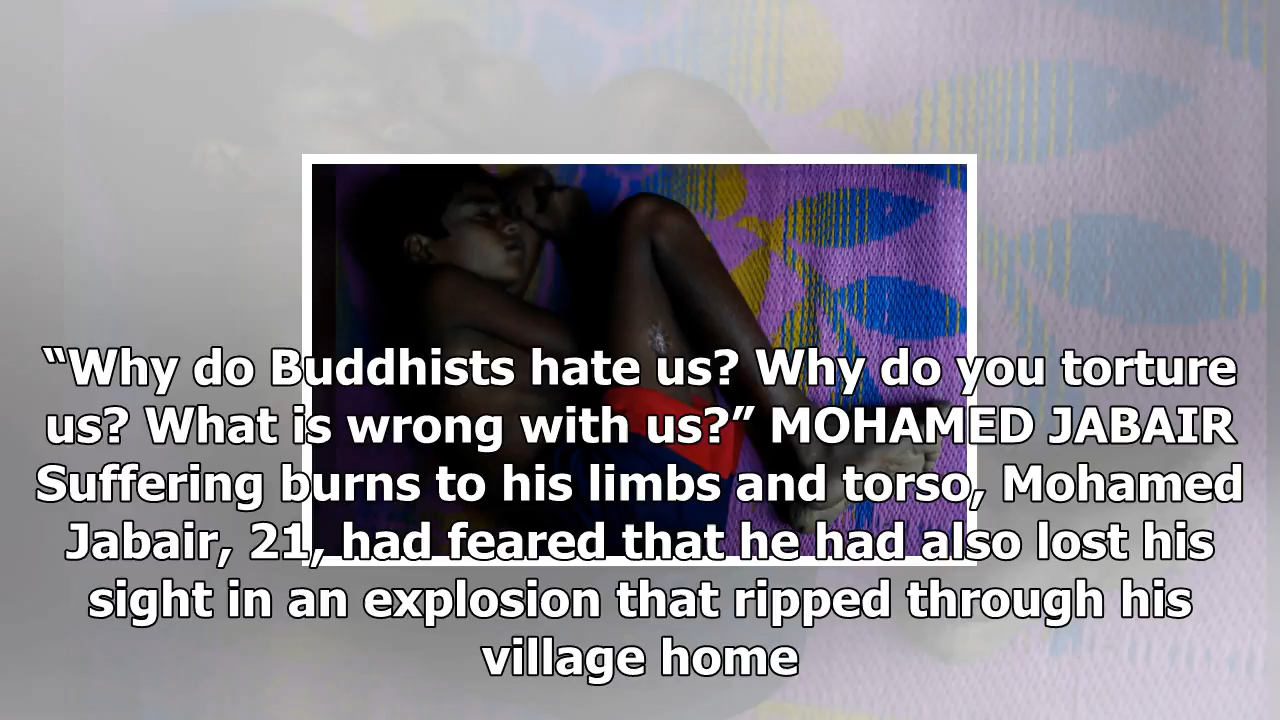 “Why do Buddhists hate us? Why do you torture
us? What is wrong with us?” MOHAMED JABAIR
Suffering burns to his limbs and torso, Mohamed
Jabair, 21, had feared that he had also lost his
sight in an explosion that ripped through his
village home